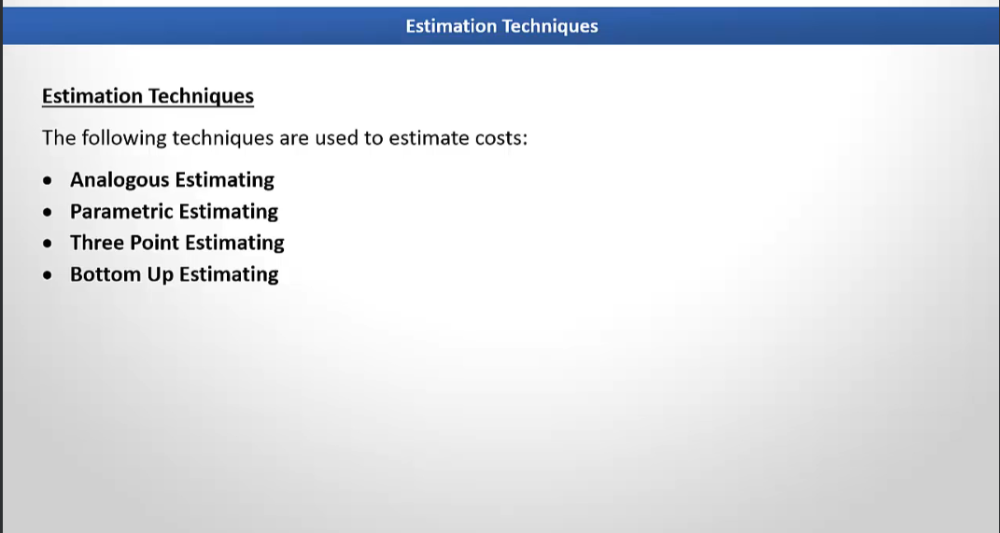 Estimation Techniques
Estimation Techniques
The following techniques are used to estimate costs:
• Analogous Estimating
• Parametric Estimating
• Three Point Estimating
• Bottom Up Estimating